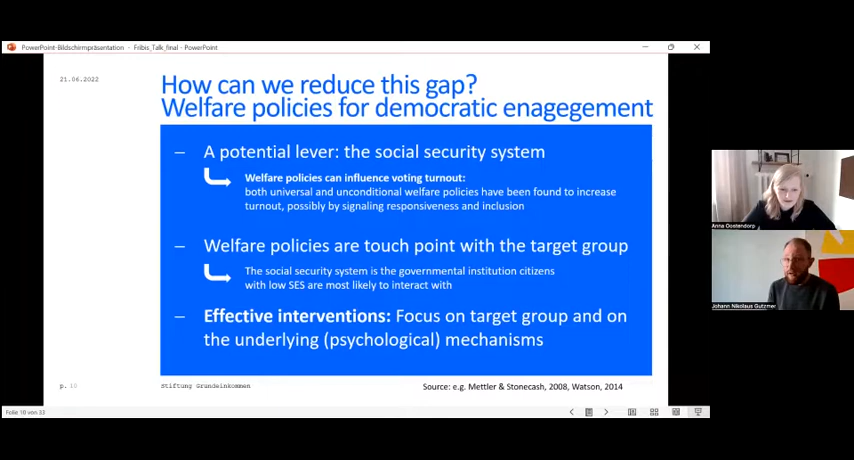 PowerPoint-Bildschirmpräsentation - Fribis_Talk_final - PowerPoint
21.06.2022
How can we reduce this gap?
Welfare policies for democratic enagegement
– A potential lever: the social security system
Welfare policies can influence voting turnout:
both universal and unconditional welfare policies have been found to increase
turnout, possibly by signaling responsiveness and inclusion
– Welfare policies are touch point with the target group
The social security system is the governmental institution citizens
with low SES are most likely to interact with
– Effective interventions: Focus on target group and on
the underlying (psychological) mechanisms
p. 10
Stiftung Grundeinkommen
Source: e.g. Mettler & Stonecash, 2008, Watson, 2014
Folie 10 von 33
Anna Oostendorp
Johann Nikolaus Gutzmer